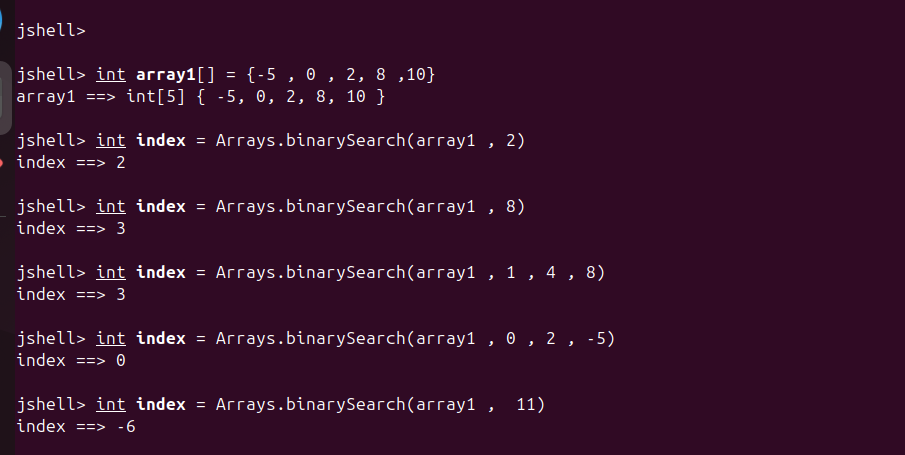 jshell>
jshell> int array1[] = {-5 , 0 , 2, 8 ,10}
array1 ==> int[5] { -5, 0, 2, 8, 10 }
jshell> int index = Arrays.binarySearch(array1 , 2)
index ==> 2
jshell> int index = Arrays.binarySearch(array1 , 8)
index ==> 3
jshell> int index = Arrays.binarySearch(array1 , 1 , 4 , 8)
index ==> 3
jshell> int index = Arrays.binarySearch(array1 , 0 , 2 , -5)
index ==> 0
jshell> int index = Arrays.binarySearch(array1 ,  11)
index ==> -6